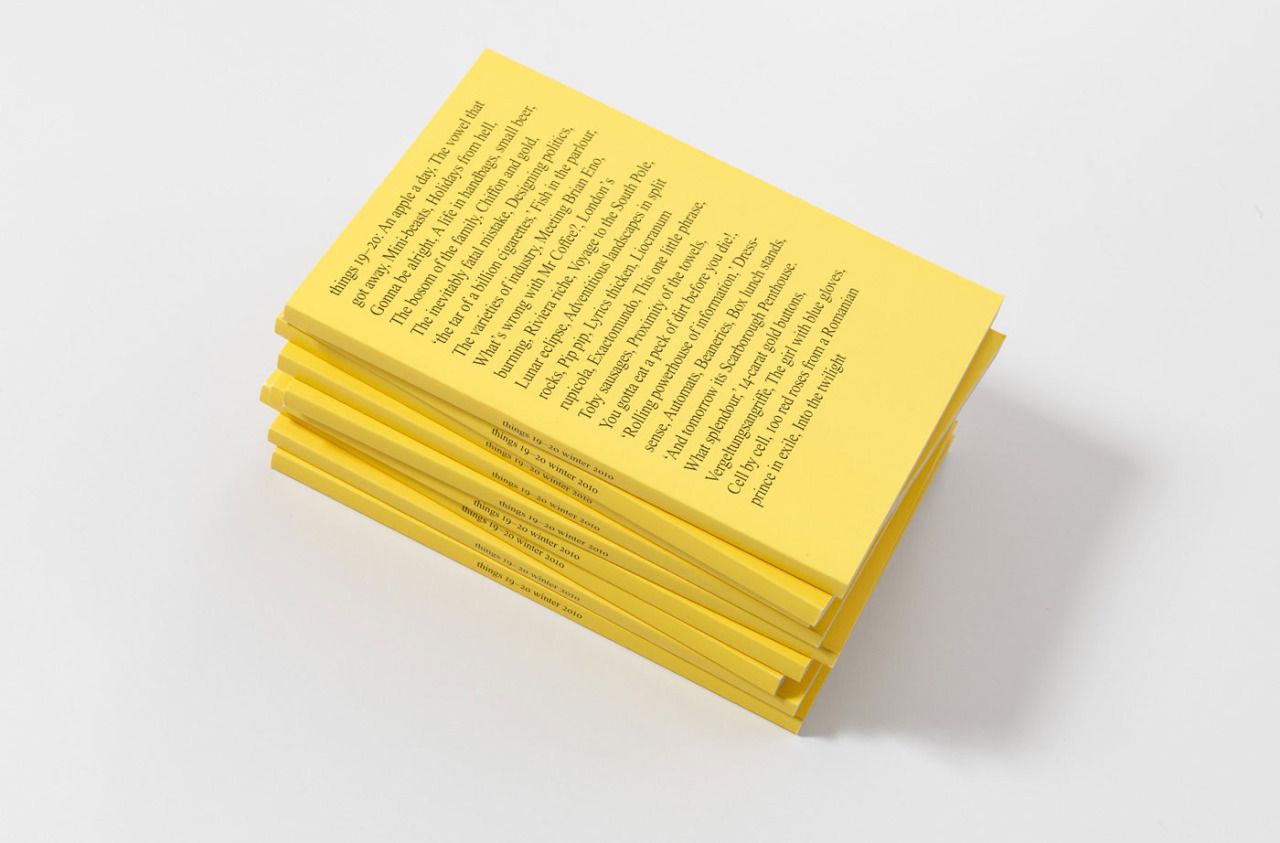 things 19–20: An apple a day, The vowel that
got away, Mini-beasts, Holidays from hell,
Gonna be alright, A life in handbags, small beer,
The bosom of the family, Chiffon and gold,
The inevitably fatal mistake, Designing politics,
‘the tar of a billion cigarettes,’ Fish in the parlour,
The varieties of industry, Meeting Brian Eno,
What’s wrong with Mr Coffee?, London’s
burning, Riviera riche, Voyage to the South Pole,
Lunar eclipse, Adventitious landscapes in split
rocks, Pip pip, Lyrics thicken, Liocranum
rupicola, Exactomundo, This one little phrase,
Toby sausages, Proximity of the towels,
You gotta eat a peck of dirt before you die!,
‘Rolling powerhouse of information,’ Dress-
sense, Automats, Beaneries, Box lunch stands,
‘And tomorrow its Scarborough Penthouse.
What splendour, 14-carat gold buttons,
Vergeltungsangriffe, The girl with blue gloves,
Cell by cell, 100 red roses from a Romanian
prince in exile, Into the twilight
things 19–20 winter 2010
things 19–20 winter 2010
things 19–20 winter 2010
things 19–20 winter 2010
things 19–20 winter 2010
things 19–20 winter 2010
things 19–20 winter 2010
things 19–20 winter 2010
things 19–20 winter 2010